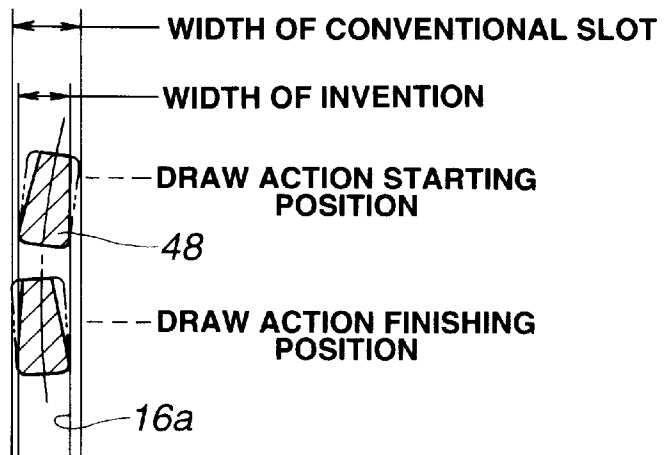 WIDTH OF CONVENTIONAL SLOT
WIDTH OF INVENTION
DRAW ACTION STARTING
POSITION
48
DRAW ACTION FINISHING
POSITION
16a